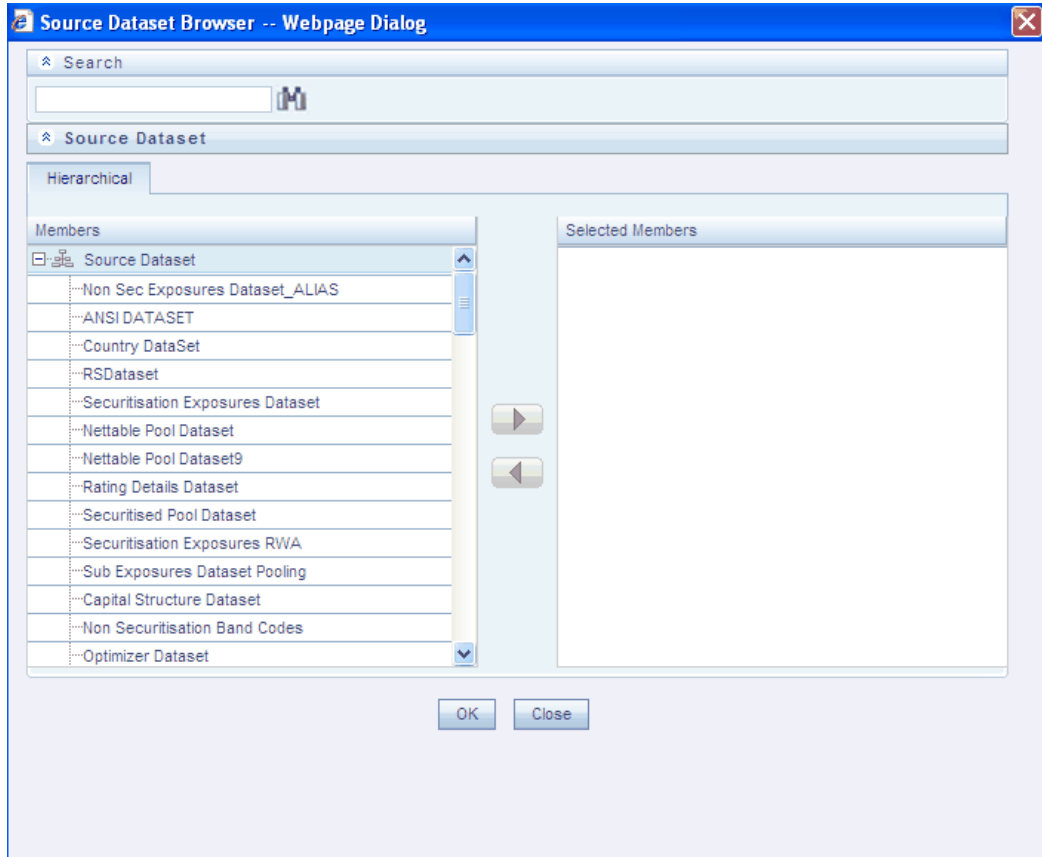 Source Dataset Browser -- Webpage Dialog
Search
Source Dataset
Hierarchical
Members
Selected Members
Source Dataset
Non Sec Exposures Dataset_ALIAS
ANSI DATASET
Country DataSet
RSDataset
Securitisation Exposures Dataset
Nettable Pool Dataset
Nettable Pool Dataset9
Rating Details Dataset
Securitised Pool Dataset
Securitisation Exposures RWA
Sub Exposures Dataset Pooling
Capital Structure Dataset
Non Securitisation Band Codes
Optimizer Dataset
OK
Close